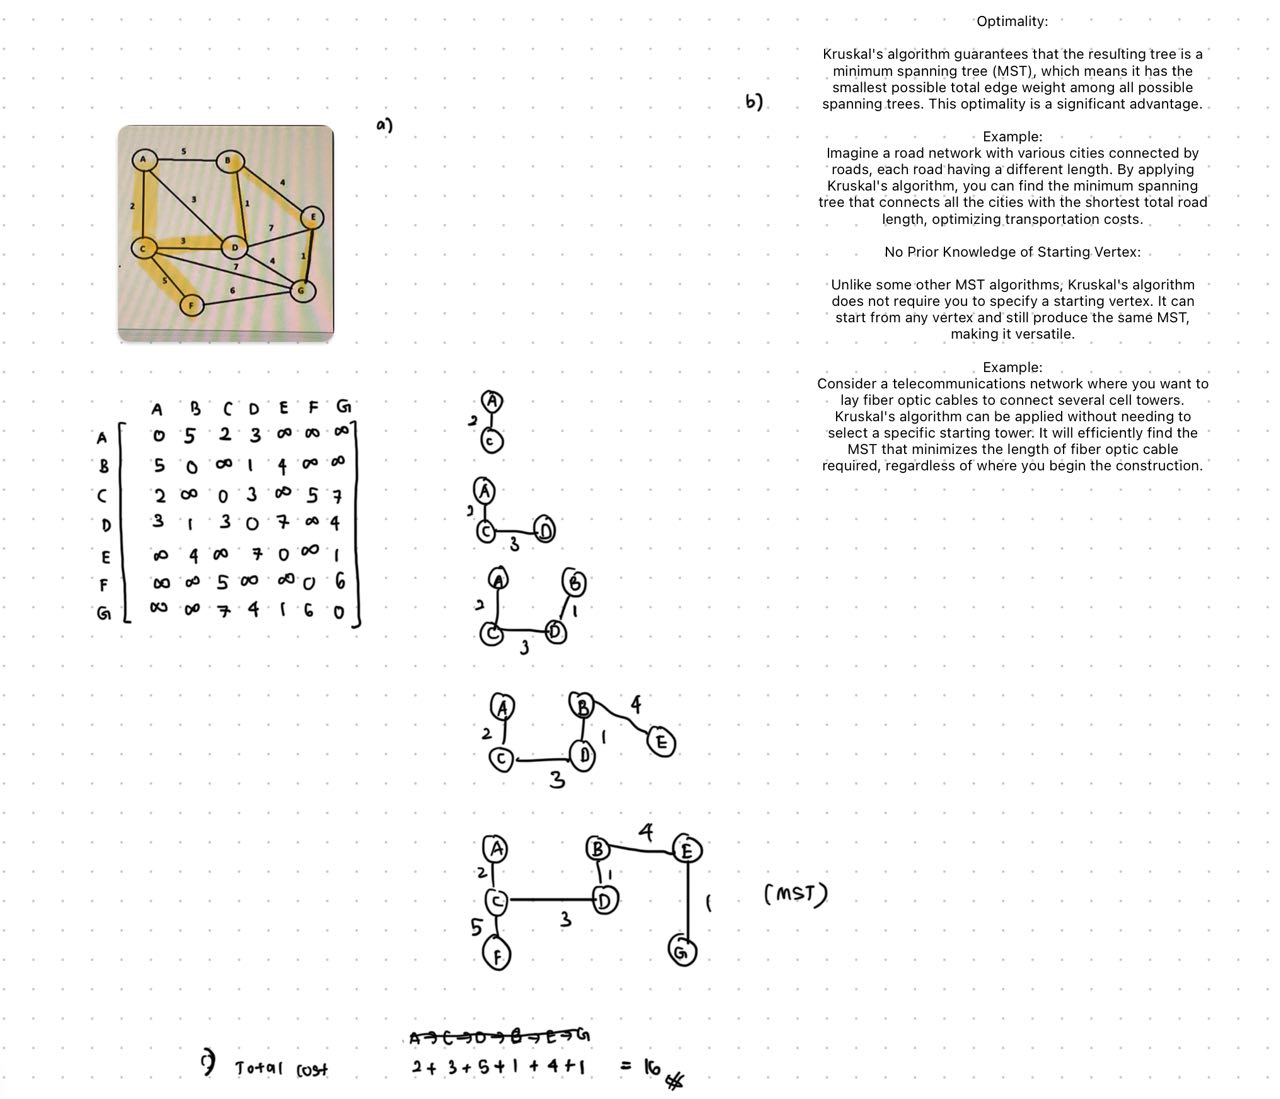 a)
b)
Optimality:
Kruskal's algorithm guarantees that the resulting tree is a
minimum spanning tree (MST), which means it has the
smallest possible total edge weight among all possible
spanning trees. This optimality is a significant advantage.
Example:
Imagine a road network with various cities connected by
roads, each road having a different length. By applying
Kruskal's algorithm, you can find the minimum spanning
tree that connects all the cities with the shortest total road
length, optimizing transportation costs.
No Prior Knowledge of Starting Vertex:
Unlike some other MST algorithms, Kruskal's algorithm
does not require you to specify a starting vertex. It can
start from any vertex and still produce the same MST,
making it versatile.
Example:
Consider a telecommunications network where you want to
lay fiber optic cables to connect several cell towers.
Kruskal's algorithm can be applied without needing to
select a specific starting tower. It will efficiently find the
MST that minimizes the length of fiber optic cable
required, regardless of where you begin the construction.
A 5 B
4
2 3 1
E
7
C 3 D
7 4 1
5
6 G
F
A B C D E F G
A 0 5 2 3 ∞ ∞ ∞
B 5 0 ∞ 1 4 ∞ ∞
C 2 ∞ 0 3 ∞ 5 7
D 3 1 3 0 7 ∞ 4
E ∞ 4 ∞ 7 0 ∞ 1
F ∞ ∞ 5 ∞ ∞ 0 6
G ∞ ∞ 7 4 1 6 0
A
2
C
A
2
C D
3
A B
2 1
C D
3
A B 4
2 1 E
C D
3
4
A B E
2 1
C D 1 (MST)
5 3
F G
A→C→D→B→E→G
c) Total cost 2+3+5+1+4+1 = 16